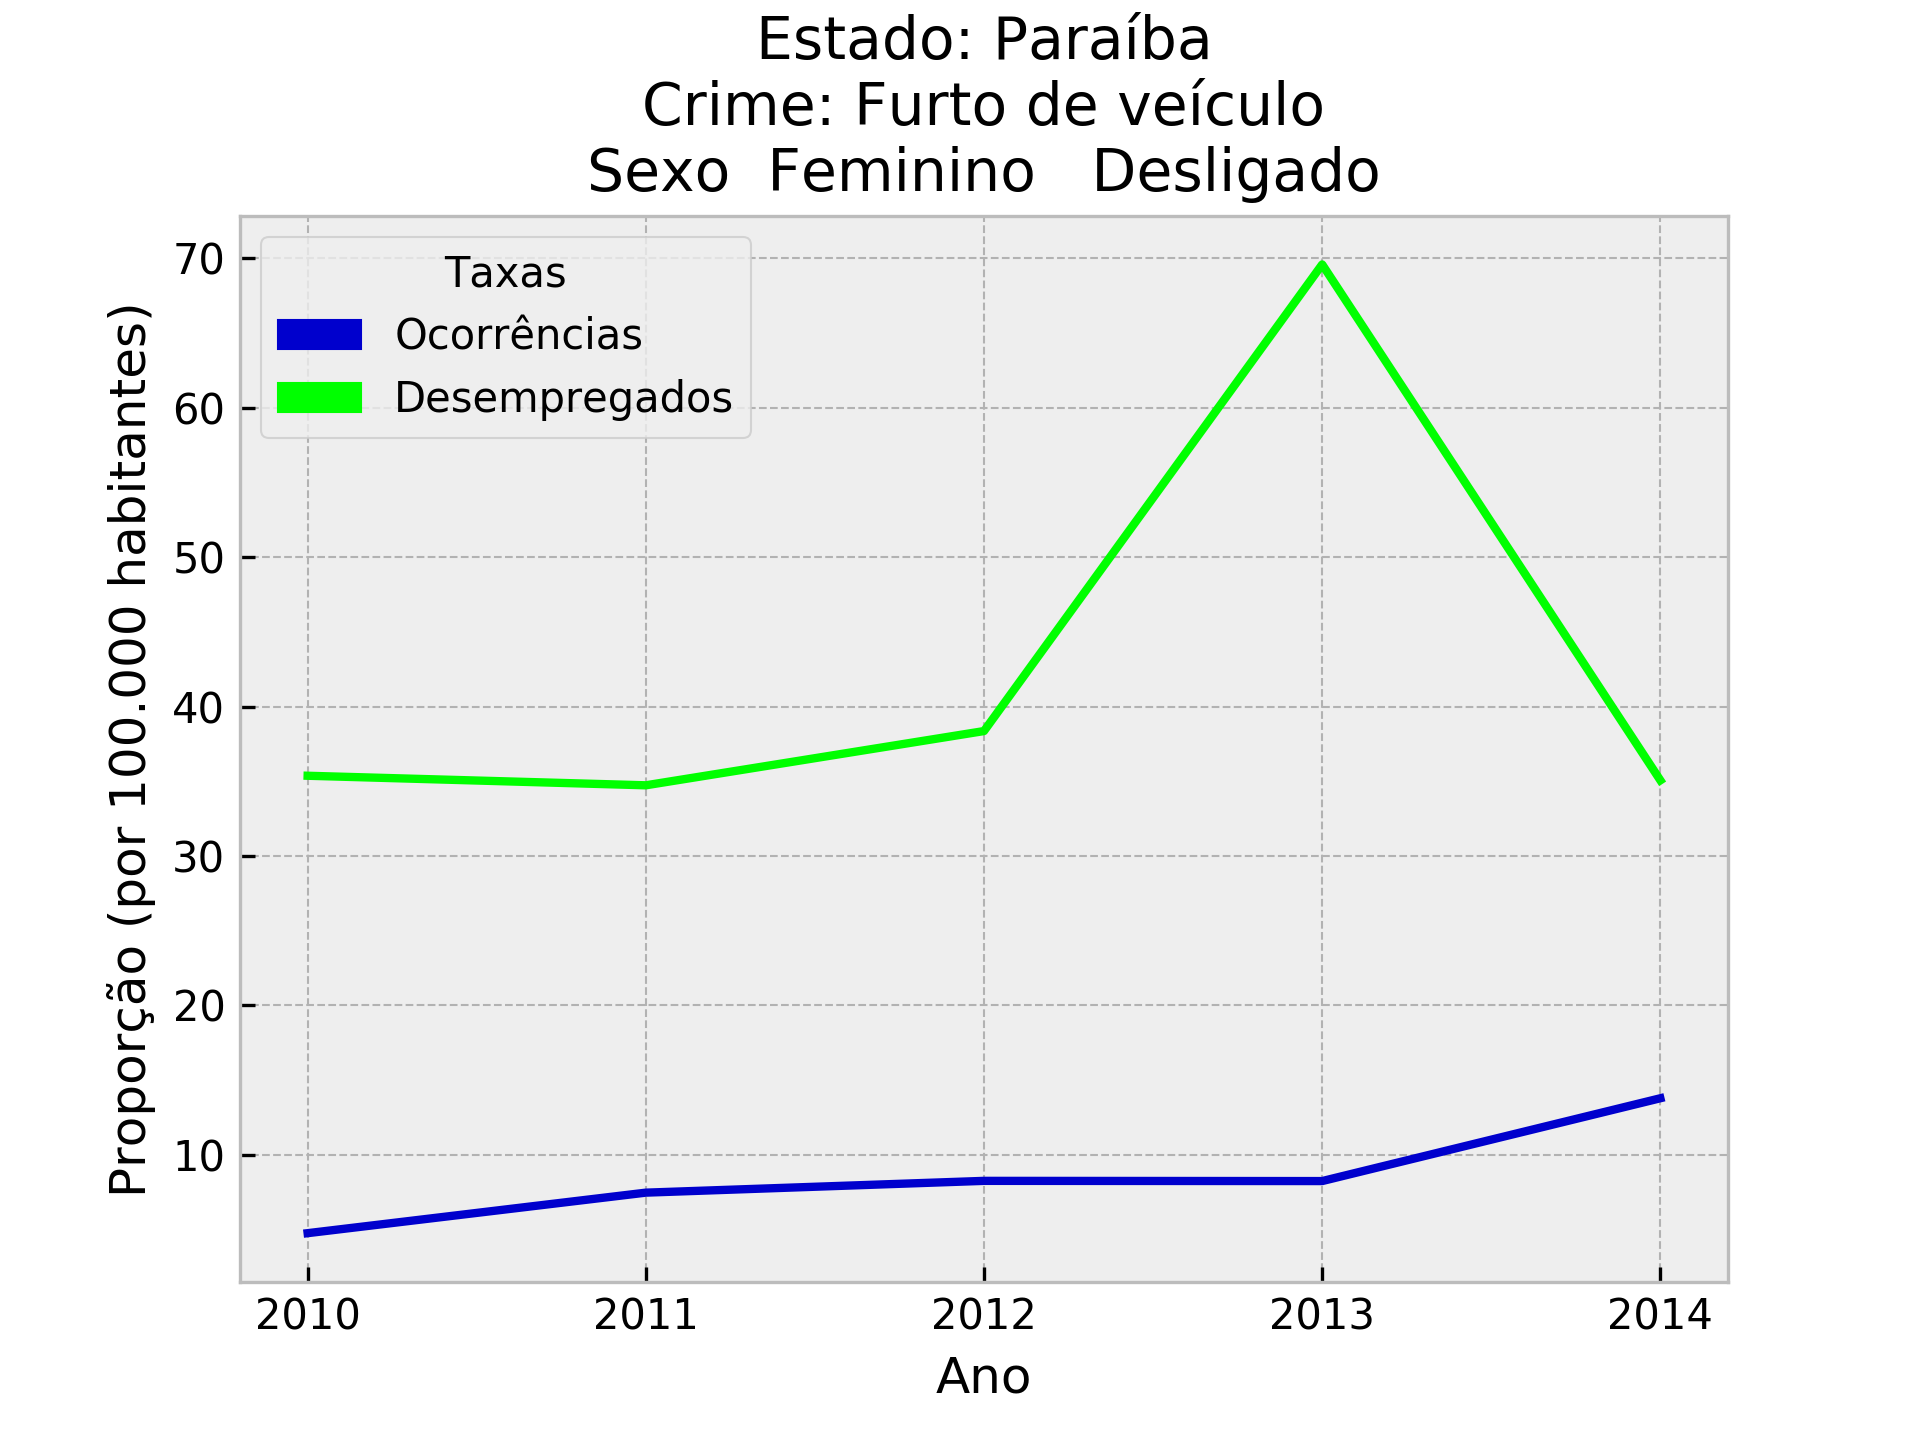 Estado: Paraíba
Crime: Furto de veículo
Sexo  Feminino   Desligado
Proporção (por 100.000 habitantes)
70
60
50
40
30
20
10
Taxas
Ocorrências
Desempregados
2010
2011
2012
2013
2014
Ano